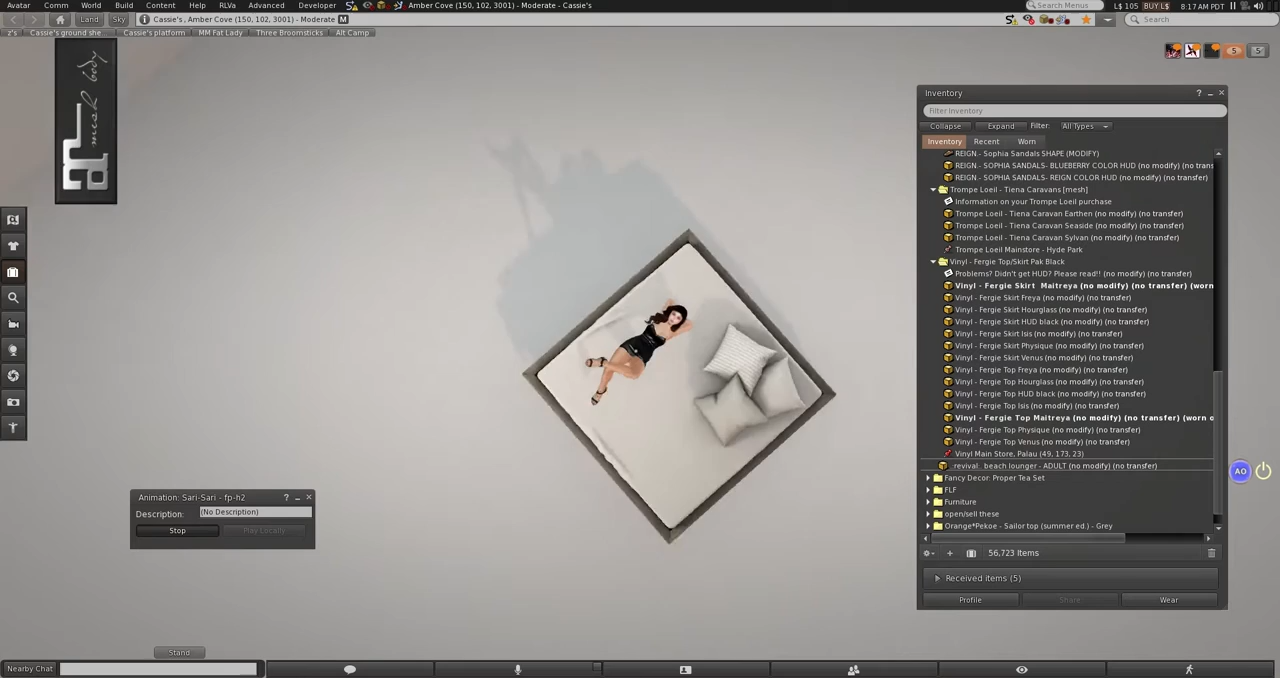 Avatar Comm World Build Content Help RLVa Advanced Developer Amber Cove (150, 102, 3001) - Moderate - Cassie's Search Menus L$ 105 BUY L$ 8:17 AM PDT
Land Sky Cassie's, Amber Cove (150, 102, 3001) - Moderate M Search
z's Cassie's ground she Cassie's platform MM Fat Lady Three Broomsticks Alt Camp
mesh body
5 5
Inventory ?
Filter Inventory
Collapse Expand Filter: All Types
Inventory Recent Worn
REIGN - Sophia Sandals SHAPE (MODIFY)
REIGN - SOPHIA SANDALS- BLUEBERRY COLOR HUD (no modify) (no trans
REIGN - SOPHIA SANDALS- REIGN COLOR HUD (no modify) (no transfer)
Trompe Loeil - Tiena Caravans [mesh]
Information on your Trompe Loeil purchase
Trompe Loeil - Tiena Caravan Earthen (no modify) (no transfer)
Trompe Loeil - Tiena Caravan Seaside (no modify) (no transfer)
Trompe Loeil - Tiena Caravan Sylvan (no modify) (no transfer)
Trompe Loeil Mainstore - Hyde Park
Vinyl - Fergie Top/Skirt Pak Black
Problems? Didn't get HUD? Please read!! (no modify) (no transfer)
Vinyl - Fergie Skirt Maitreya (no modify) (no transfer) (worn
Vinyl - Fergie Skirt Freya (no modify) (no transfer)
Vinyl - Fergie Skirt Hourglass (no modify) (no transfer)
Vinyl - Fergie Skirt HUD black (no modify) (no transfer)
Vinyl - Fergie Skirt Isis (no modify) (no transfer)
Vinyl - Fergie Skirt Physique (no modify) (no transfer)
Vinyl - Fergie Skirt Venus (no modify) (no transfer)
Vinyl - Fergie Top Freya (no modify) (no transfer)
Vinyl - Fergie Top Hourglass (no modify) (no transfer)
Vinyl - Fergie Top HUD black (no modify) (no transfer)
Vinyl - Fergie Top Isis (no modify) (no transfer)
Vinyl - Fergie Top Maitreya (no modify) (no transfer) (worn o
Vinyl - Fergie Top Physique (no modify) (no transfer)
Vinyl - Fergie Top Venus (no modify) (no transfer)
Vinyl Main Store, Palau (49, 173, 23)
revival. beach lounger - ADULT (no modify) (no transfer)
Fancy Decor: Proper Tea Set
FLF
Furniture
open/sell these
Orange*Pekoe - Sailor top (summer ed.) - Grey
56,723 Items
Received Items (5)
Profile Share Wear
AO
Animation: Sari-Sari - fp-h2 ?
Description: (No Description)
Stop Play Locally
Stand
Nearby Chat